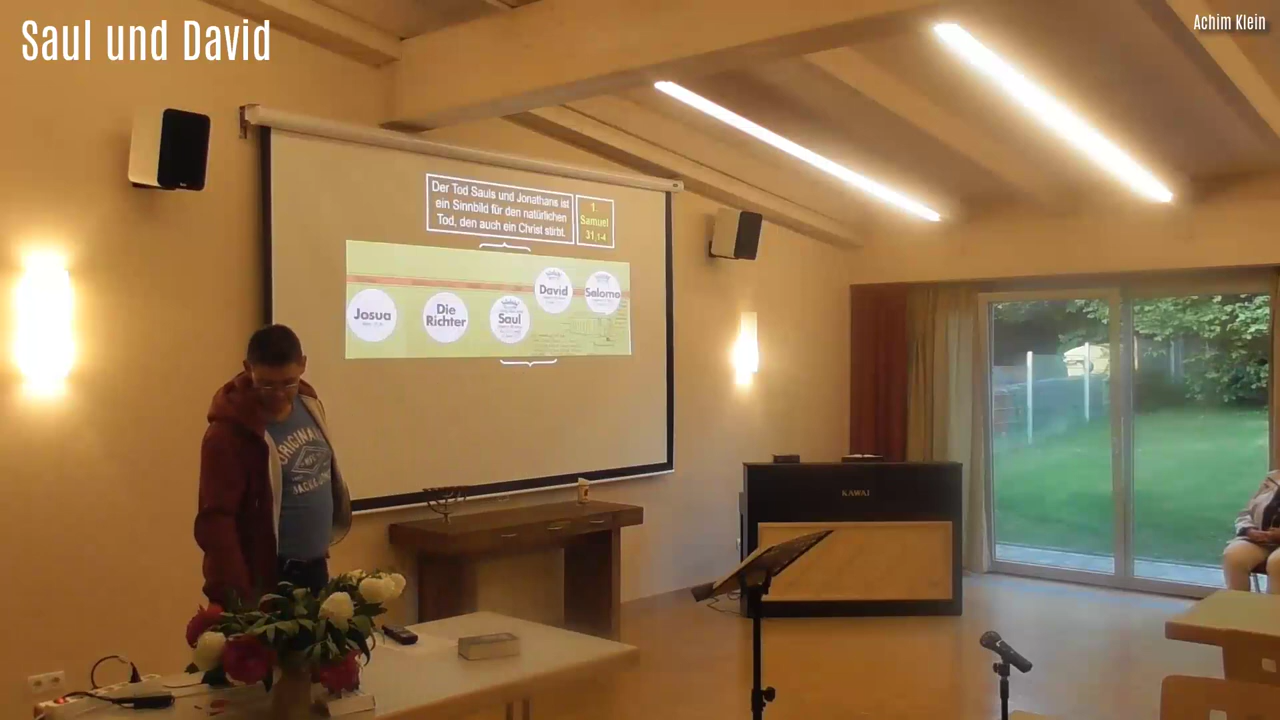 Saul und David
Achim Klein
Der Tod Sauls und Jonathans ist
ein Sinnbild für den natürlichen
Tod, den auch ein Christ stirbt.
1.
Samuel
31,1-4
Josua
Die
Richter
Saul
David
Salomo
ORIGINAL
KAWAI